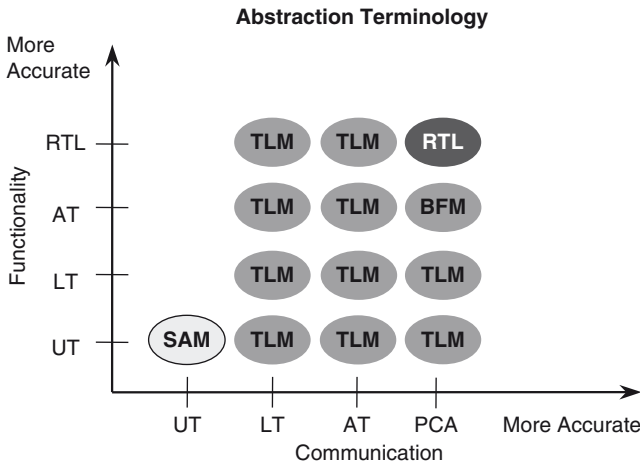 Abstraction Terminology
More
Accurate
Functionality
RTL
TLM TLM RTL
AT
TLM TLM BFM
LT
TLM TLM TLM
UT
SAM TLM TLM TLM
UT LT AT PCA More Accurate
Communication